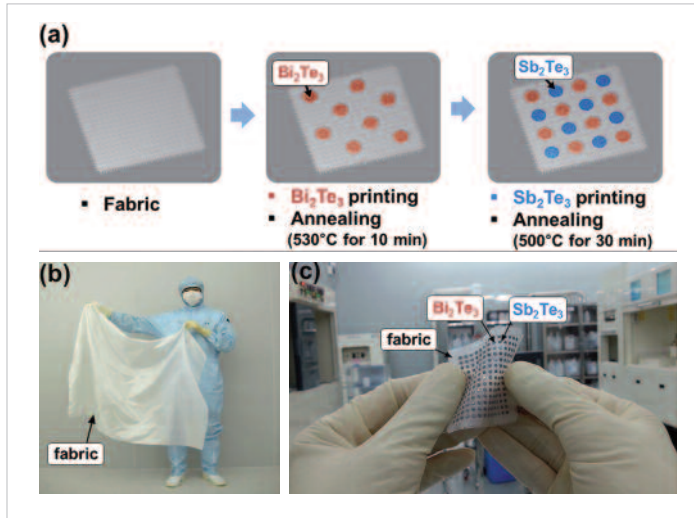 (a)
Bi₂Te₃
Sb₂Te₃
▪ Fabric
▪ Bi₂Te₃ printing
▪ Annealing
(530°C for 10 min)
▪ Sb₂Te₃ printing
▪ Annealing
(500°C for 30 min)
(b)
fabric
(c)
Bi₂Te₃
Sb₂Te₃
fabric